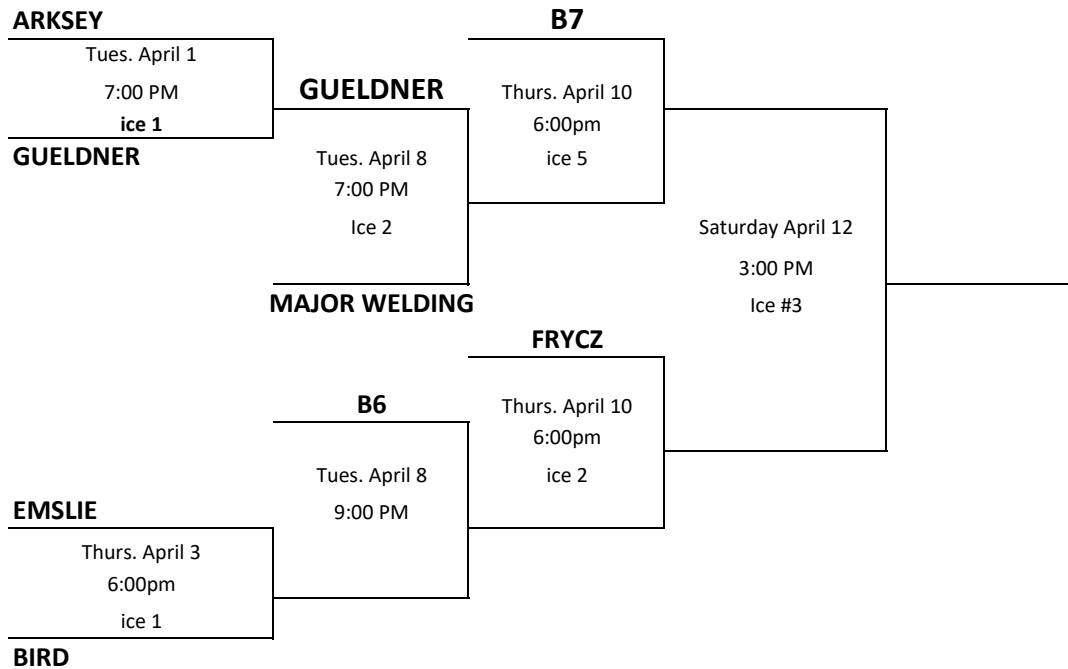 ARKSEY
Tues. April 1
7:00 PM
ice 1
GUELDNER
GUELDNER
Tues. April 8
7:00 PM
Ice 2
MAJOR WELDING
B7
Thurs. April 10
6:00pm
ice 5
Saturday April 12
3:00 PM
Ice #3
FRYCZ
Thurs. April 10
6:00pm
ice 2
B6
Tues. April 8
9:00 PM
EMSLIE
Thurs. April 3
6:00pm
ice 1
BIRD